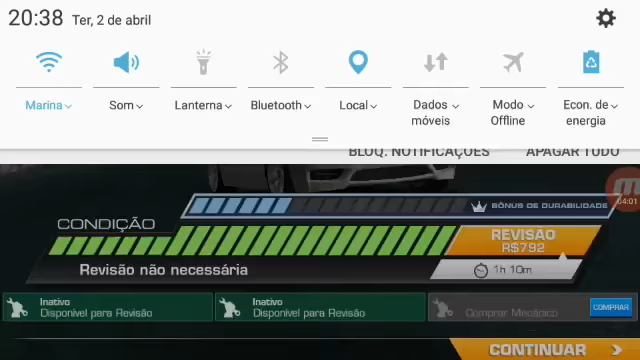 20:38 Ter, 2 de abril
Marina Som Lanterna Bluetooth Local Dados móveis Modo Offline Econ. de energia
BLOQ. NOTIFICAÇÕES APAGAR TUDO
04:01
BÔNUS DE DURABILIDADE
CONDIÇÃO
REVISÃO
R$792
Revisão não necessária
1h 10m
Inativo
Disponível para Revisão
Inativo
Disponível para Revisão
Comprar Mecânico
COMPRAR
CONTINUAR